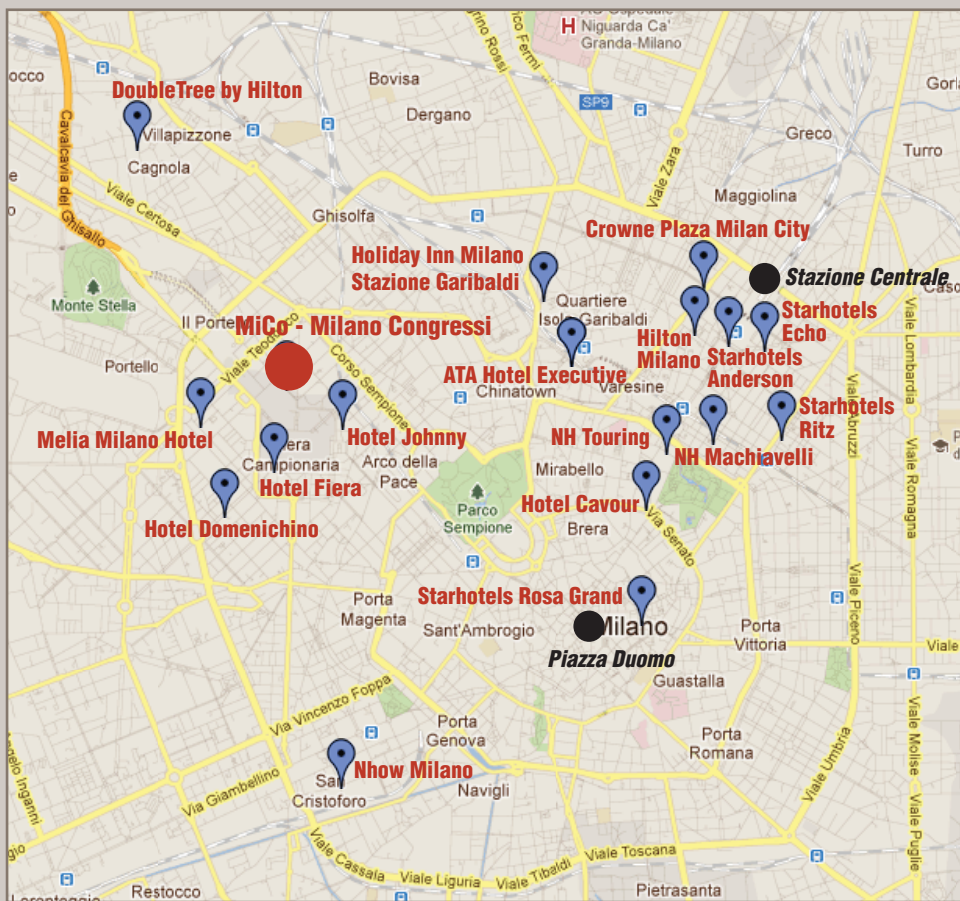 AO Ospedale
Niguarda Ca'
Granda-Milano
H
SP9
occo
Bovisa
Dergano
Greco
Turro
Gorl
DoubleTree by Hilton
Villapizzone
Cagnola
Cavalcavia del Ghisallo
Viale Certosa
Ghisolfa
Viale Zara
Maggiolina
Crowne Plaza Milan City
Holiday Inn Milano
Stazione Garibaldi
Stazione Centrale
Monte Stella
Quartiere
Isola Garibaldi
Starhotels
Echo
Hilton
Milano
Starhotels
Anderson
MiCo - Milano Congressi
Portello
Viale Teodorico
Corso Sempione
ATA Hotel Executive
Chinatown
Varesine
Viale Lombardia
Viale Abruzzi
Starhotels
Ritz
Melia Milano Hotel
Hotel Johnny
NH Touring
NH Machiavelli
Campionaria
Arco della
Pace
Mirabello
Hotel Fiera
Parco
Sempione
Hotel Cavour
Hotel Domenichino
Brera
Via Senato
Viale Romagna
Viale Piceno
Starhotels Rosa Grand
Porta
Magenta
Sant'Ambrogio
Milano
Piazza Duomo
Porta
Vittoria
Viale
Guastalla
Via Vincenzo Foppa
Porta
Genova
Porta
Romana
Viale Umbria
Viale Molise
Viale Puglie
Nhow Milano
San
Cristoforo
Navigli
Via Giambellino
Angelo Inganni
gio
Viale Cassala
Viale Liguria
Viale Tibaldi
Viale Toscana
Restocco
Pietrasanta